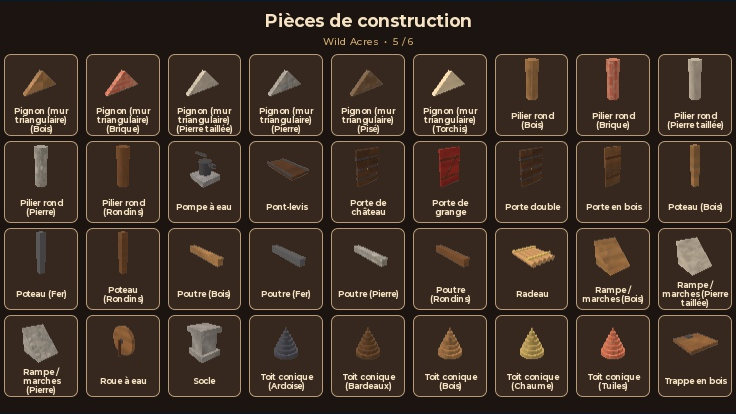 Pièces de construction
Wild Acres • 5 / 6
Pignon (mur
triangulaire)
(Bois)
Pignon (mur
triangulaire)
(Brique)
Pignon (mur
triangulaire)
(Pierre taillée)
Pignon (mur
triangulaire)
(Pierre)
Pignon (mur
triangulaire)
(Pisé)
Pignon (mur
triangulaire)
(Torchis)
Pilier rond
(Bois)
Pilier rond
(Brique)
Pilier rond
(Pierre taillée)
Pilier rond
(Pierre)
Pilier rond
(Rondins)
Pompe à eau
Pont-levis
Porte de
château
Porte de
grange
Porte double
Porte en bois
Poteau (Bois)
Poteau (Fer)
Poteau
(Rondins)
Poutre (Bois)
Poutre (Fer)
Poutre (Pierre)
Poutre
(Rondins)
Radeau
Rampe /
marches (Bois)
Rampe /
marches (Pierre
taillée)
Rampe /
marches
(Pierre)
Roue à eau
Socle
Toit conique
(Ardoise)
Toit conique
(Bardeaux)
Toit conique
(Bois)
Toit conique
(Chaume)
Toit conique
(Tuiles)
Trappe en bois